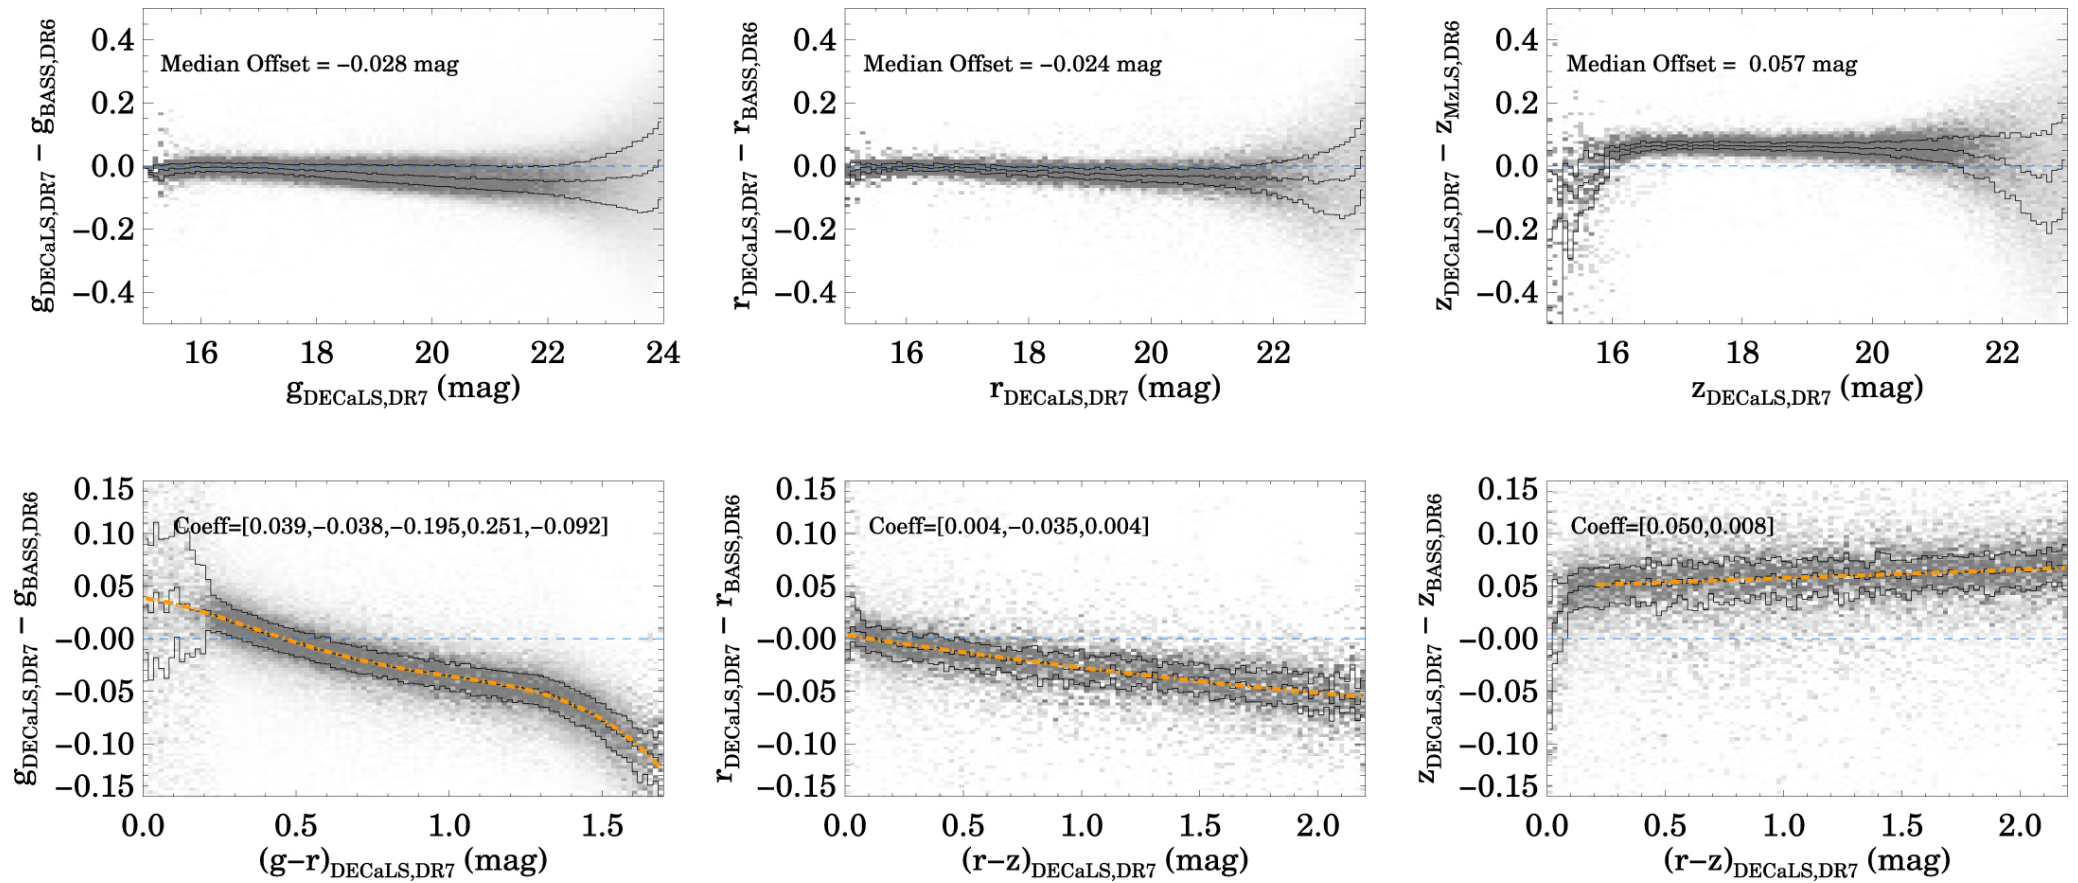 g_DECaLS,DR7 − g_BASS,DR6
0.4
0.2
0.0
−0.2
−0.4
Median Offset = −0.028 mag
16 18 20 22 24
g_DECaLS,DR7 (mag)
r_DECaLS,DR7 − r_BASS,DR6
0.4
0.2
0.0
−0.2
−0.4
Median Offset = −0.024 mag
16 18 20 22
r_DECaLS,DR7 (mag)
z_DECaLS,DR7 − z_MzLS,DR6
0.4
0.2
0.0
−0.2
−0.4
Median Offset = 0.057 mag
16 18 20 22
z_DECaLS,DR7 (mag)
g_DECaLS,DR7 − g_BASS,DR6
0.15
0.10
0.05
−0.00
−0.05
−0.10
−0.15
Coeff=[0.039,−0.038,−0.195,0.251,−0.092]
0.0 0.5 1.0 1.5
(g−r)_DECaLS,DR7 (mag)
r_DECaLS,DR7 − r_BASS,DR6
0.15
0.10
0.05
−0.00
−0.05
−0.10
−0.15
Coeff=[0.004,−0.035,0.004]
0.0 0.5 1.0 1.5 2.0
(r−z)_DECaLS,DR7 (mag)
z_DECaLS,DR7 − z_BASS,DR6
0.15
0.10
0.05
−0.00
−0.05
−0.10
−0.15
Coeff=[0.050,0.008]
0.0 0.5 1.0 1.5 2.0
(r−z)_DECaLS,DR7 (mag)